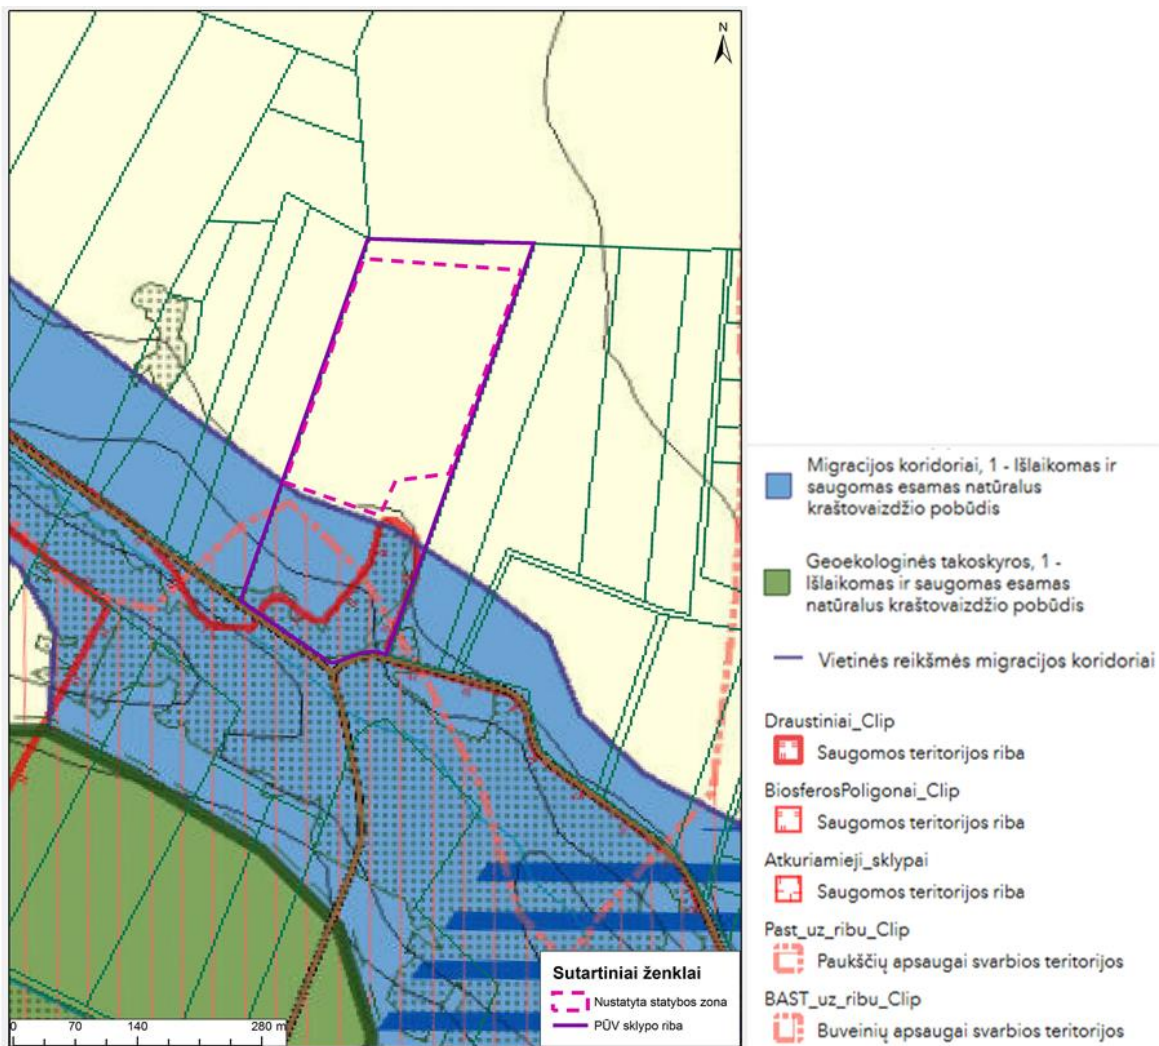 N
Sutartiniai ženklai
Nustatyta statybos zona
PŪV sklypo riba
0 70 140 280 m
Migracijos koridoriai, 1 - Išlaikomas ir
saugomas esamas natūralus
kraštovaizdžio pobūdis
Geoekologinės takoskyros, 1 -
Išlaikomas ir saugomas esamas
natūralus kraštovaizdžio pobūdis
Vietinės reikšmės migracijos koridoriai
Draustiniai_Clip
Saugomos teritorijos riba
BiosferosPoligonai_Clip
Saugomos teritorijos riba
Atkuriamieji_sklypai
Saugomos teritorijos riba
Past_uz_ribu_Clip
Paukščių apsaugai svarbios teritorijos
BAST_uz_ribu_Clip
Buveinių apsaugai svarbios teritorijos